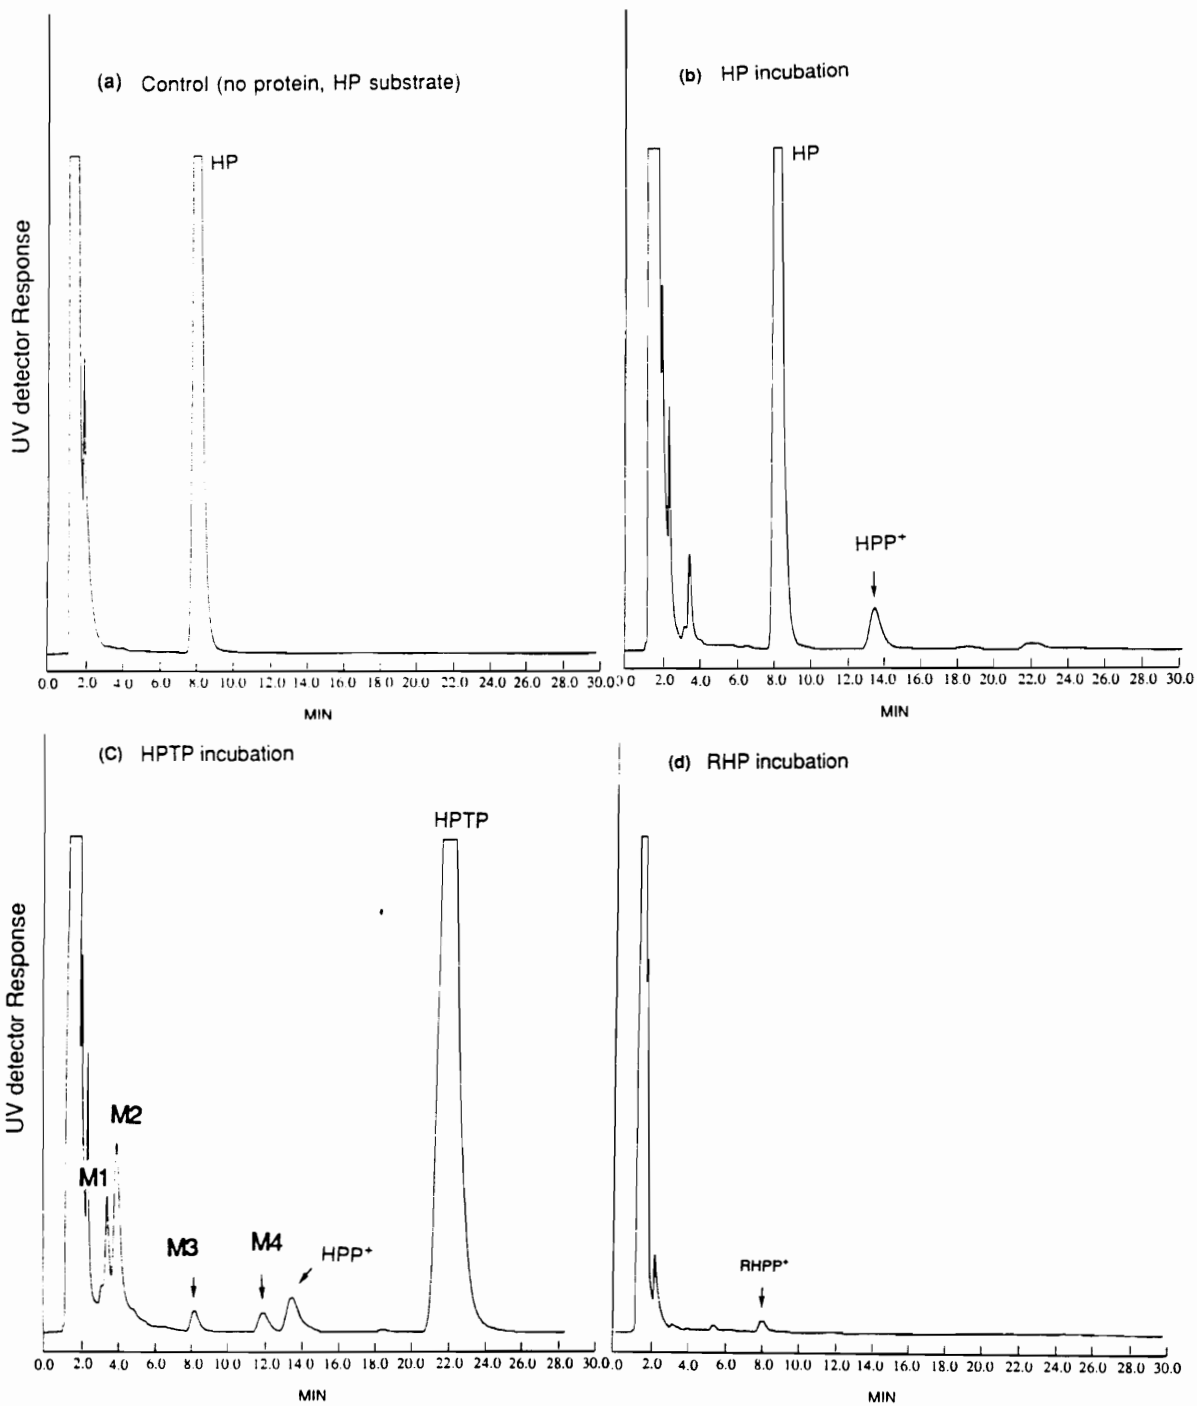 (a) Control (no protein, HP substrate)
HP
UV detector Response
0.0 2.0 4.0 6.0 8.0 10.0 12.0 14.0 16.0 18.0 20.0 22.0 24.0 26.0 28.0 30.0
MIN
(b) HP incubation
HP
HPP+
0.0 2.0 4.0 6.0 8.0 10.0 12.0 14.0 16.0 18.0 20.0 22.0 24.0 26.0 28.0 30.0
MIN
(C) HPTP incubation
HPTP
UV detector Response
M2
M1
M3
M4
HPP+
0.0 2.0 4.0 6.0 8.0 10.0 12.0 14.0 16.0 18.0 20.0 22.0 24.0 26.0 28.0 30.0
MIN
(d) RHP incubation
RHPP+
0.0 2.0 4.0 6.0 8.0 10.0 12.0 14.0 16.0 18.0 20.0 22.0 24.0 26.0 28.0 30.0
MIN